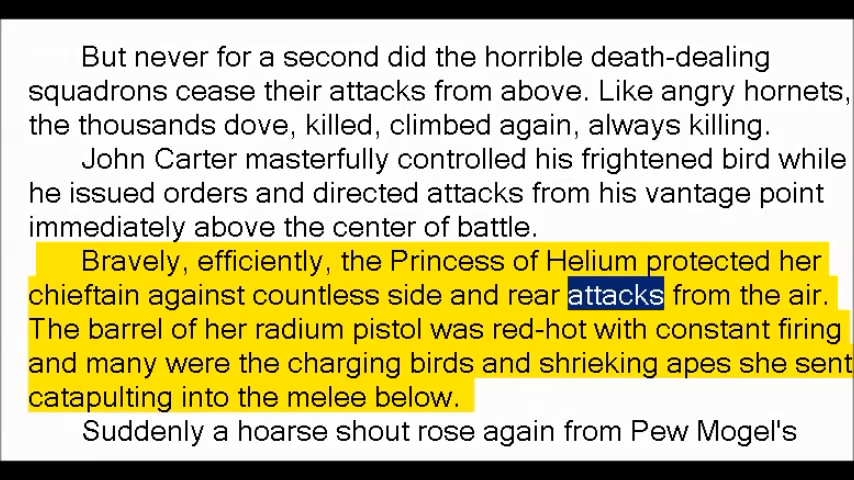 But never for a second did the horrible death-dealing
squadrons cease their attacks from above. Like angry hornets,
the thousands dove, killed, climbed again, always killing.
John Carter masterfully controlled his frightened bird while
he issued orders and directed attacks from his vantage point
immediately above the center of battle.
Bravely, efficiently, the Princess of Helium protected her
chieftain against countless side and rear attacks from the air.
The barrel of her radium pistol was red-hot with constant firing
and many were the charging birds and shrieking apes she sent
catapulting into the melee below.
Suddenly a hoarse shout rose again from Pew Mogel's